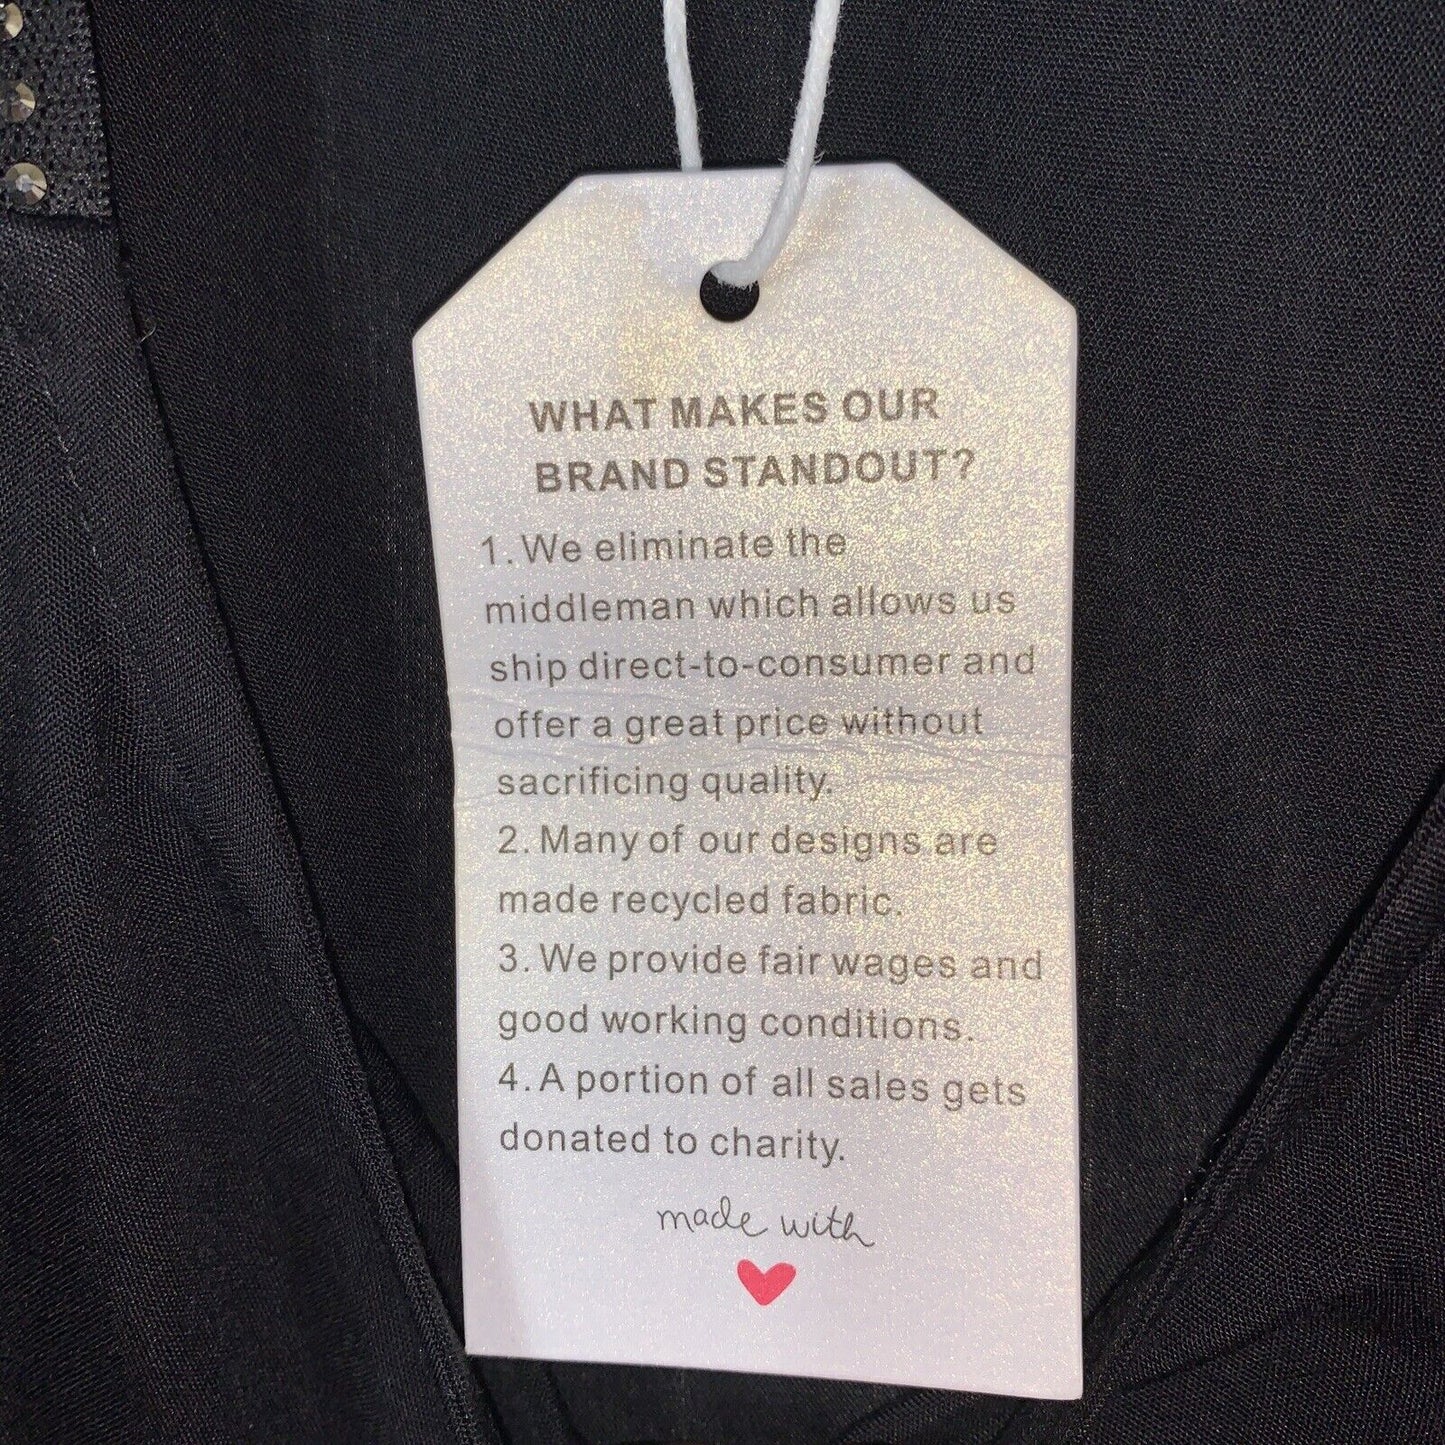 WHAT MAKES OUR
BRAND STANDOUT?
1. We eliminate the
middleman which allows us
ship direct-to-consumer and
offer a great price without
sacrificing quality.
2. Many of our designs are
made recycled fabric.
3. We provide fair wages and
good working conditions.
4. A portion of all sales gets
donated to charity.
made with